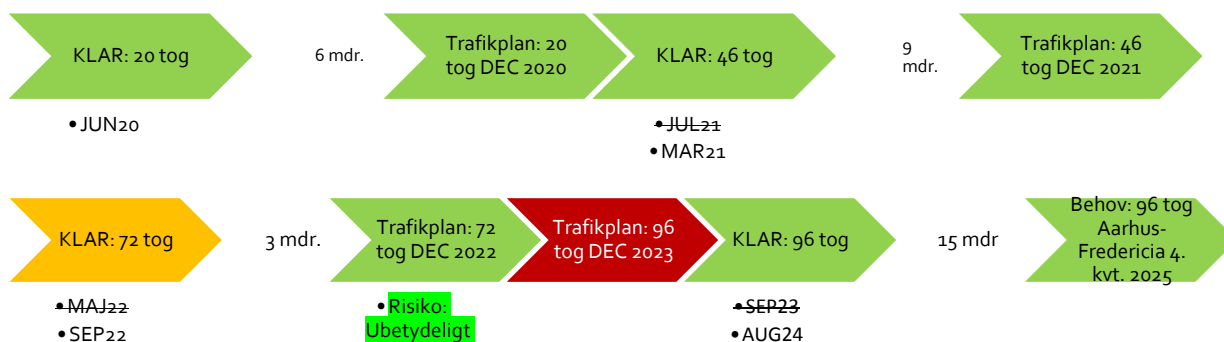 KLAR: 20 tog
6 mdr.
Trafikplan: 20
tog DEC 2020
KLAR: 46 tog
9
mdr.
Trafikplan: 46
tog DEC 2021
• JUN20
• JUL21
• MAR21
KLAR: 72 tog
3 mdr.
Trafikplan: 72
tog DEC 2022
Trafikplan: 96
tog DEC 2023
KLAR: 96 tog
15 mdr
Behov: 96 tog
Aarhus-
Fredericia 4.
kvt. 2025
• MAJ22
• SEP22
• Risiko:
Ubetydeligt
• SEP23
• AUG24